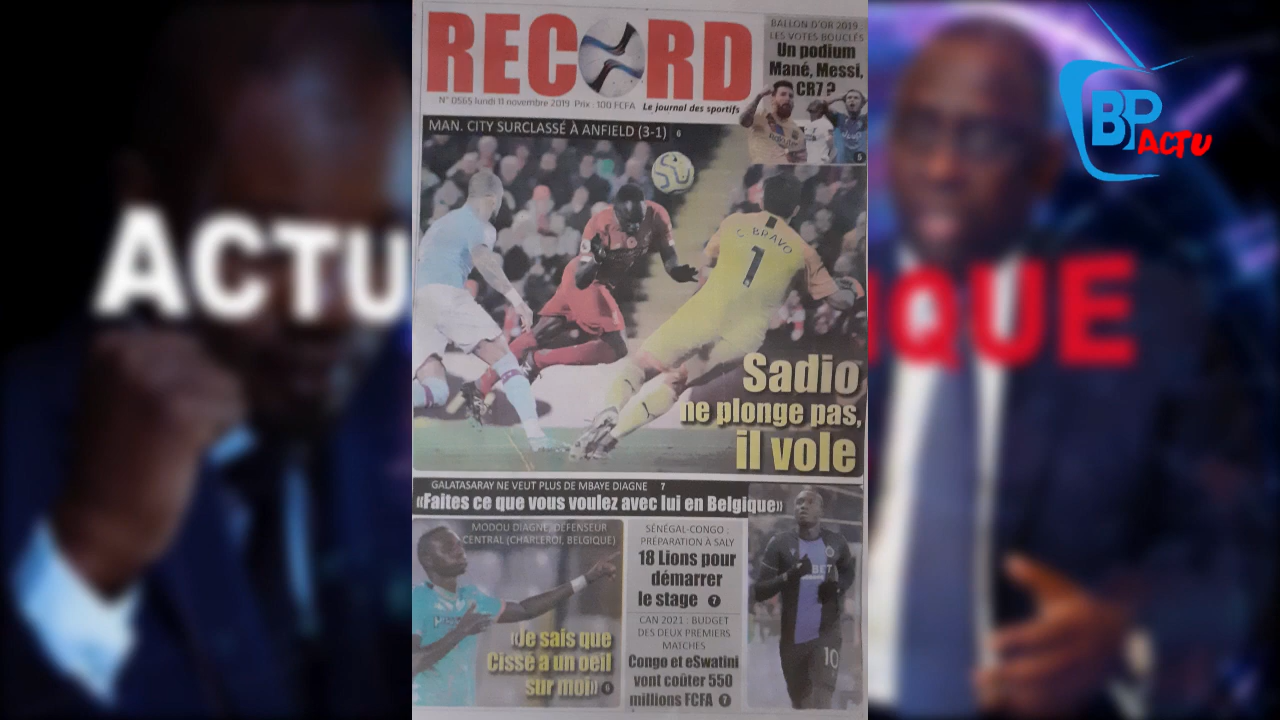 RECORD
N° 0565 lundi 11 novembre 2019 Prix : 100 FCFA Le journal des sportifs
BALLON D'OR 2019
LES VOTES BOUCLÉS
Un podium
Mané, Messi,
CR7 ?
5
MAN. CITY SURCLASSÉ À ANFIELD (3-1) 6
C. BRAVO
1
Sadio
ne plonge pas,
il vole
GALATASARAY NE VEUT PLUS DE MBAYE DIAGNE 7
«Faites ce que vous voulez avec lui en Belgique»
MODOU DIAGNE, DÉFENSEUR
CENTRAL (CHARLEROI, BELGIQUE)
«Je sais que
Cissé a un oeil
sur moi» 6
SÉNÉGAL-CONGO :
PRÉPARATION À SALY
18 Lions pour
démarrer
le stage 7
CAN 2021 : BUDGET
DES DEUX PREMIERS
MATCHES
Congo et eSwatini
vont coûter 550
millions FCFA 7
BET
10
ACTU
QUE
BP
ACTU